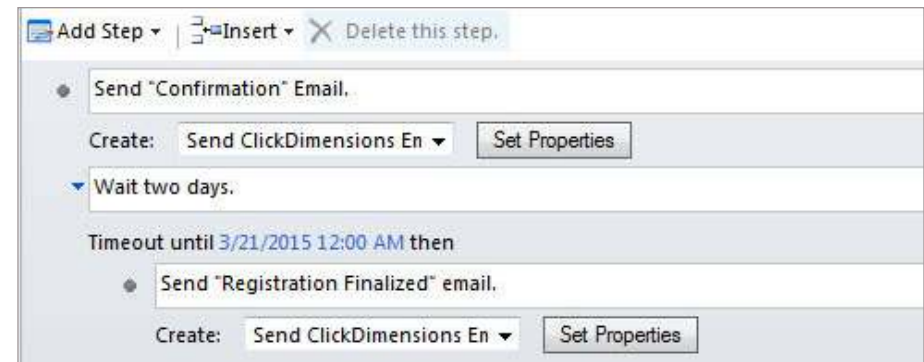 Add Step Insert Delete this step.
Send "Confirmation" Email.
Create: Send ClickDimensions En Set Properties
Wait two days.
Timeout until 3/21/2015 12:00 AM then
Send "Registration Finalized" email.
Create: Send ClickDimensions En Set Properties